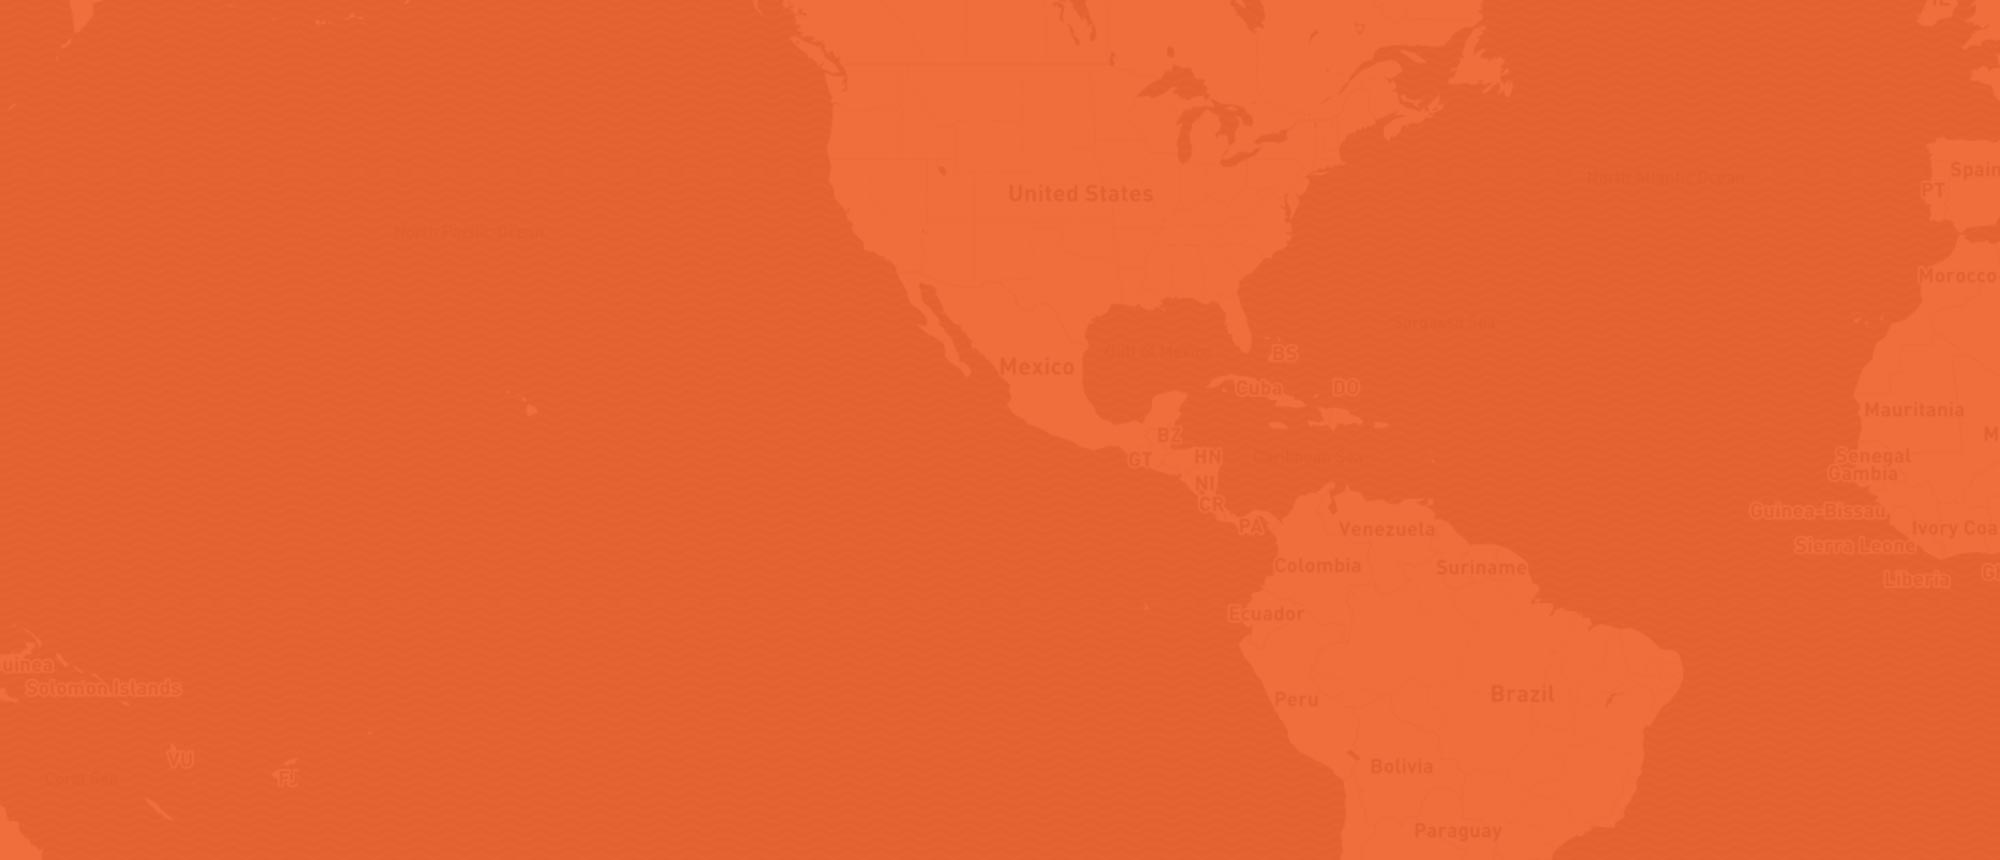 IL
Spain
North Atlantic Ocean
PT
United States
North Pacific Ocean
Morocco
Sargasso Sea
Gulf of Mexico
BS
Mexico
Cuba
DO
Mauritania
BZ
M
GT
HN
Caribbean Sea
Senegal
Gambia
NI
CR
Guinea-Bissau
PA
Venezuela
Ivory Coa
Sierra Leone
Colombia
Suriname
Liberia
Ecuador
uinea
Solomon Islands
Peru
Brazil
VU
Bolivia
Coral Sea
FJ
Paraguay